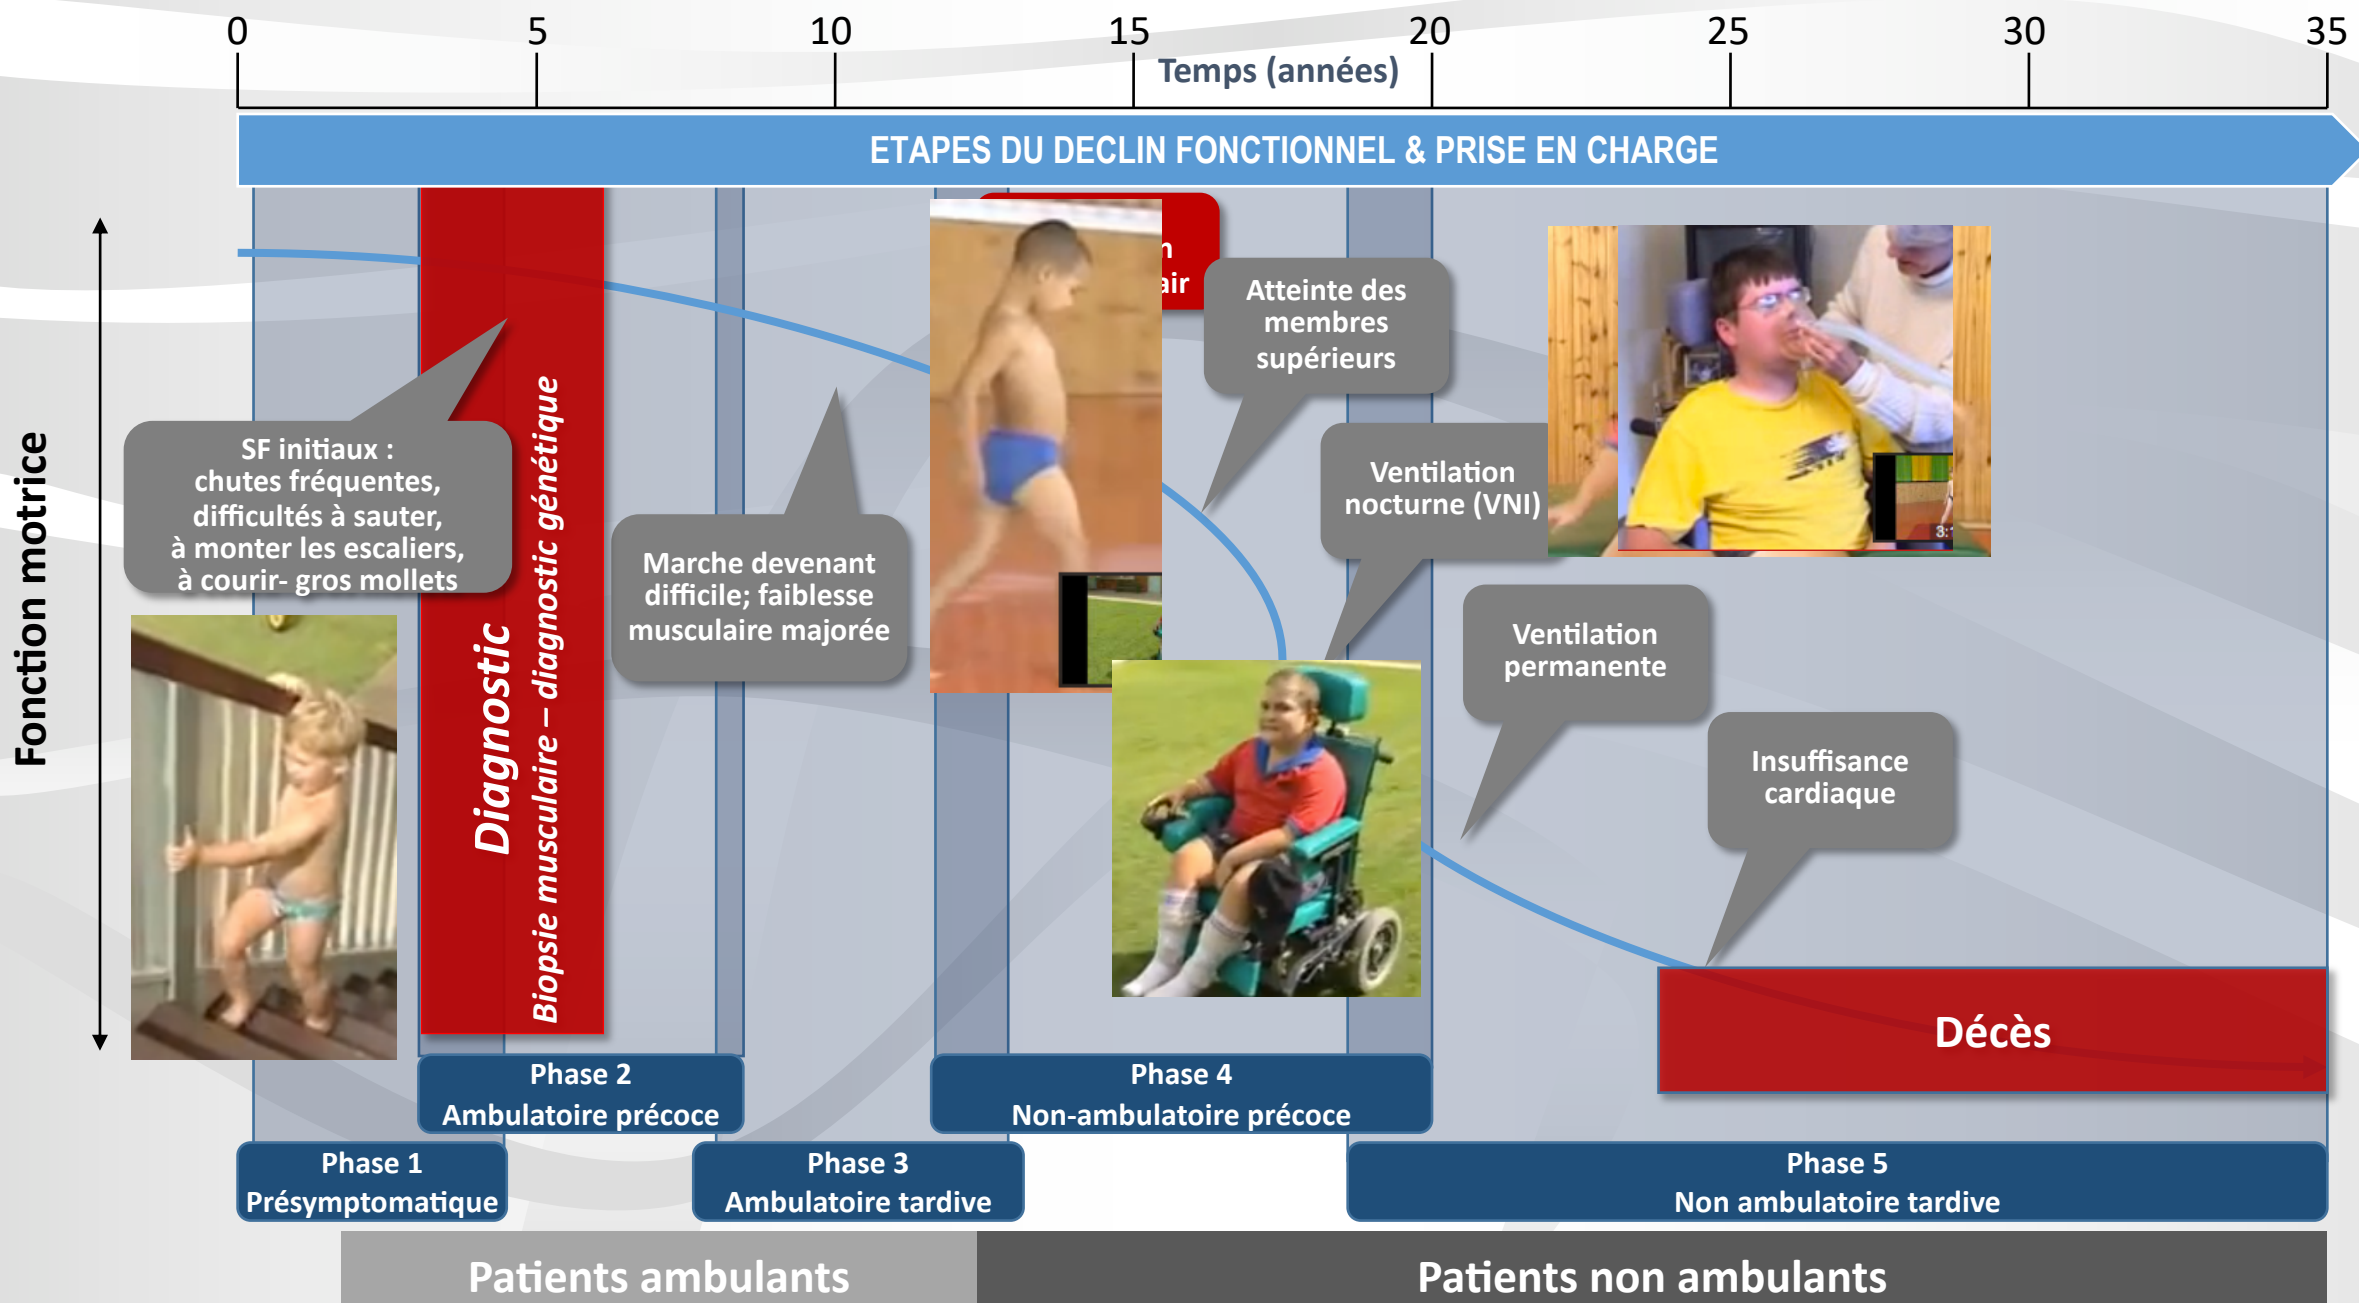 0 5 10 15 20 25 30 35
Temps (années)
ETAPES DU DECLIN FONCTIONNEL & PRISE EN CHARGE
Fonction motrice
SF initiaux :
chutes fréquentes,
difficultés à sauter,
à monter les escaliers,
à courir- gros mollets
Diagnostic
Biopsie musculaire – diagnostic génétique
Marche devenant
difficile; faiblesse
musculaire majorée
Atteinte des
membres
supérieurs
Ventilation
nocturne (VNI)
Ventilation
permanente
Insuffisance
cardiaque
Décès
Phase 2
Ambulatoire précoce
Phase 4
Non-ambulatoire précoce
Phase 1
Présymptomatique
Phase 3
Ambulatoire tardive
Phase 5
Non ambulatoire tardive
Patients ambulants
Patients non ambulants